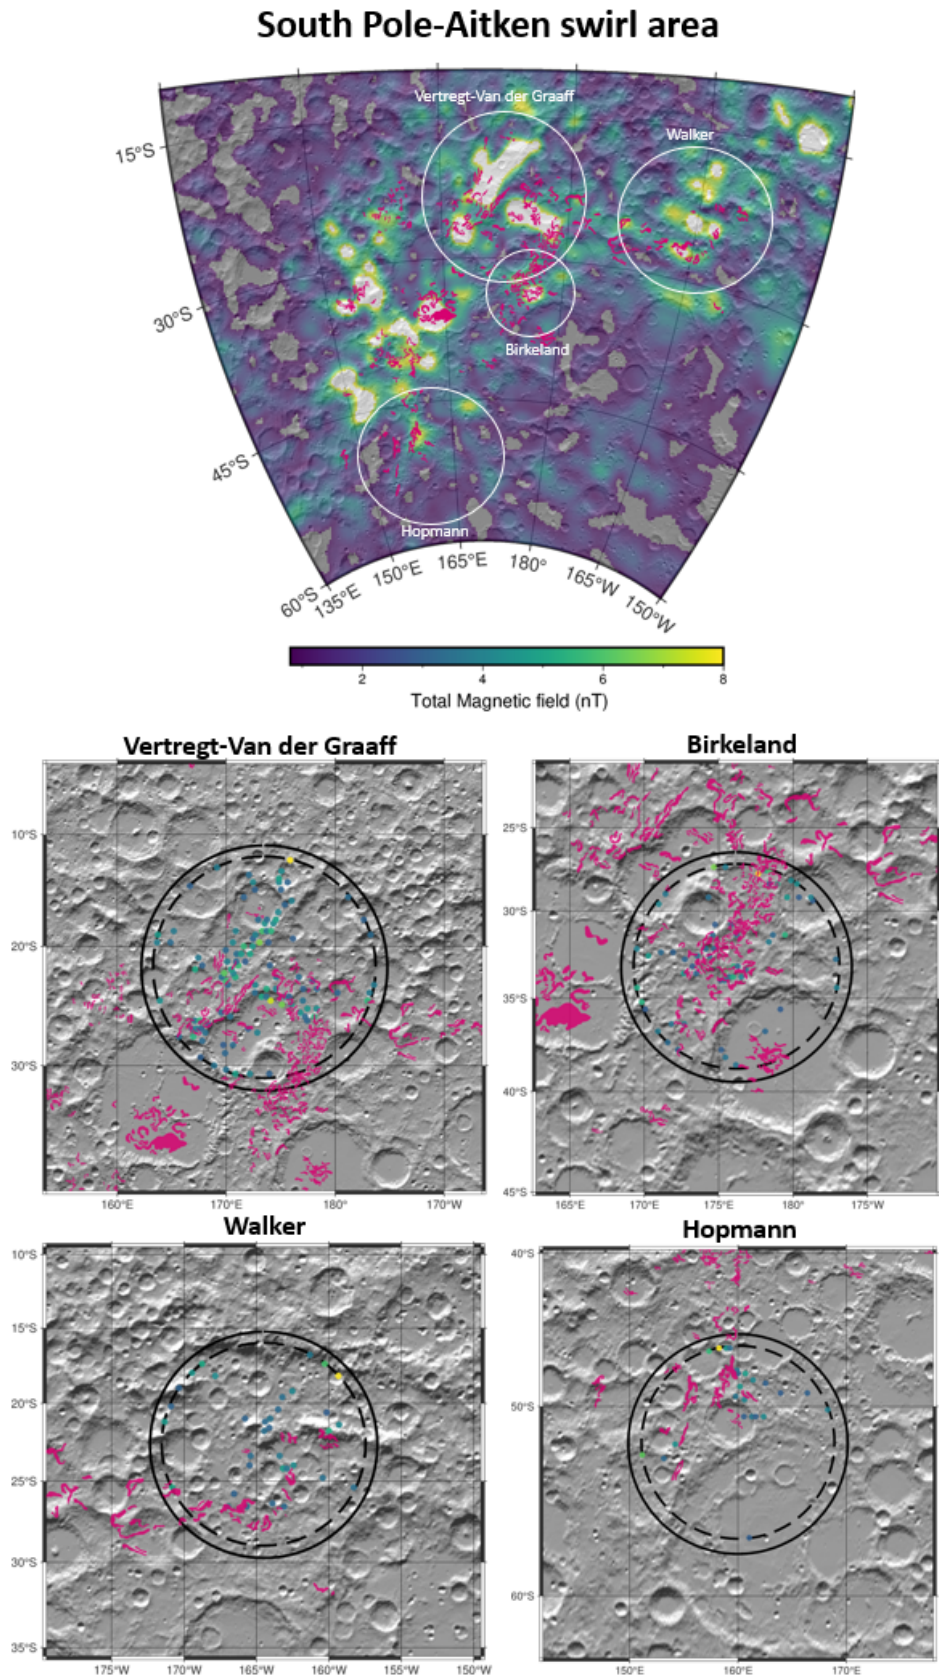 South Pole-Aitken swirl area
Vertregt-Van der Graaff
Walker
15°S
30°S
Birkeland
45°S
Hopmann
60°S
135°E
150°E
165°E
180°
165°W
150°W
2
4
6
8
Total Magnetic field (nT)
Vertregt-Van der Graaff
10°S
20°S
30°S
160°E
170°E
180°
170°W
Birkeland
25°S
30°S
35°S
40°S
45°S
165°E
170°E
175°E
180°
175°W
Walker
10°S
15°S
20°S
25°S
30°S
35°S
175°W
170°W
165°W
160°W
155°W
150°W
Hopmann
40°S
50°S
60°S
150°E
160°E
170°E